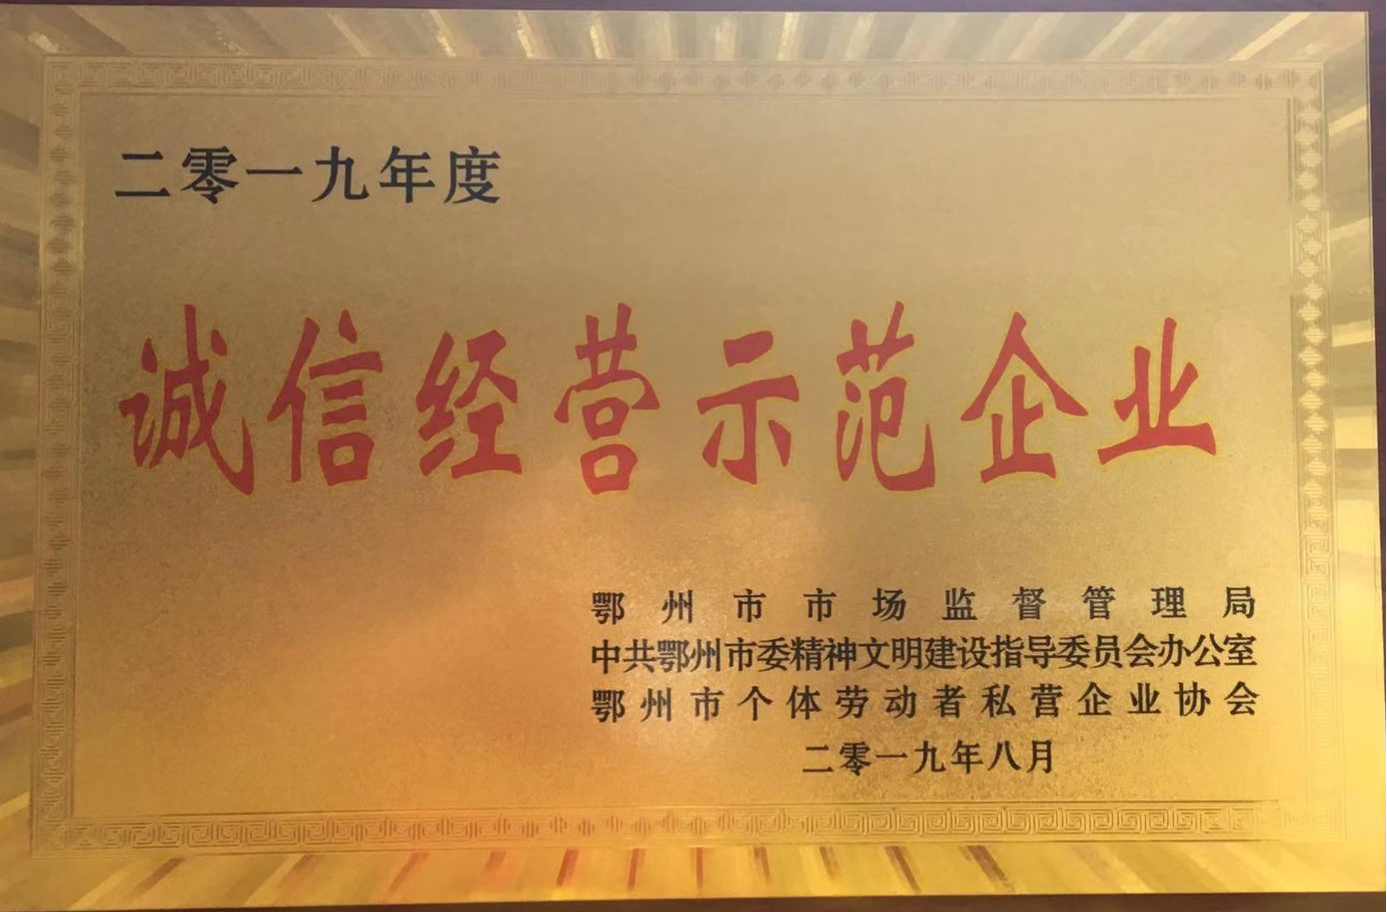 二零一九年度
诚信经营示范企业
鄂州市市场监督管理局
中共鄂州市委精神文明建设指导委员会办公室
鄂州市个体劳动者私营企业协会
二零一九年八月